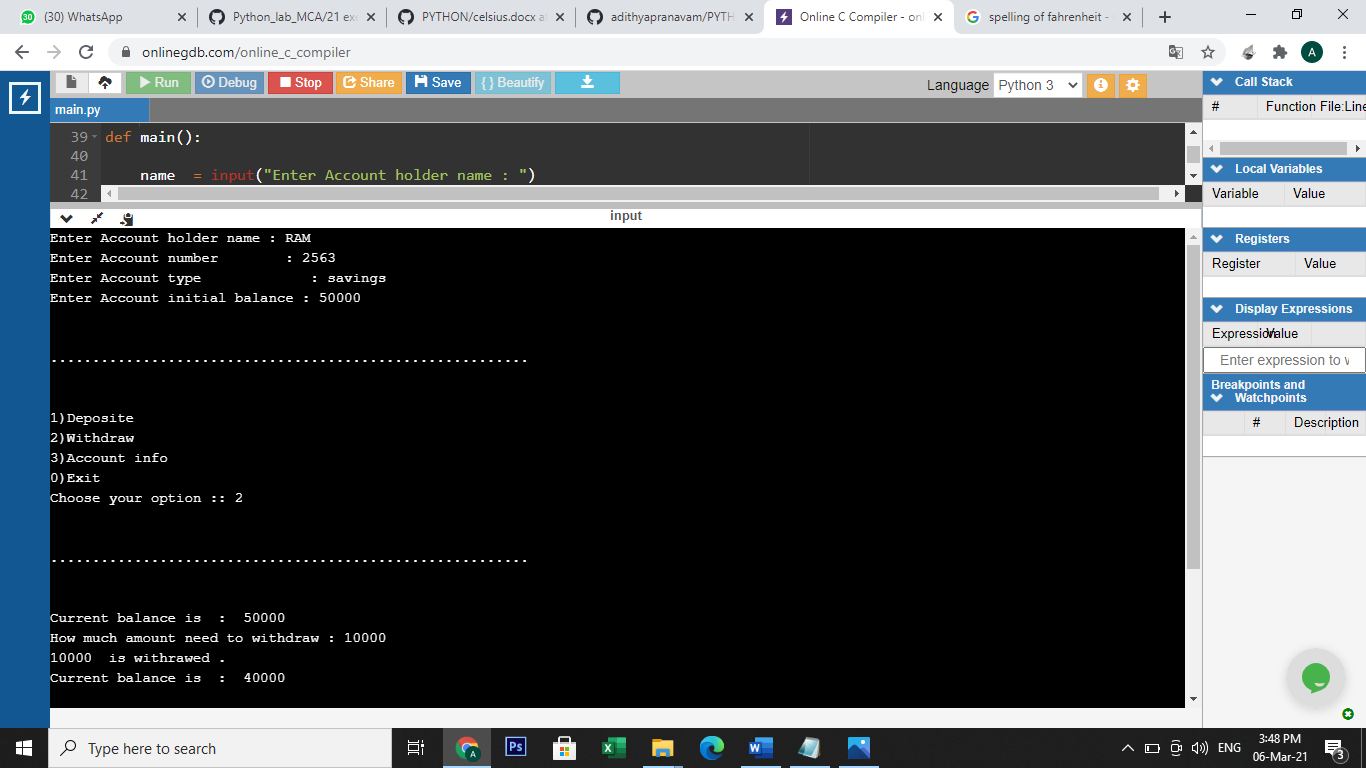 (30) WhatsApp
Python_lab_MCA/21 exe
PYTHON/celsius.docx at
adithyapranavam/PYTH
Online C Compiler - onl
spelling of fahrenheit -
onlinegdb.com/online_c_compiler
A
Run
Debug
Stop
Share
Save
{ } Beautify
Language Python 3
main.py
39 def main():
40
41 name = input("Enter Account holder name : ")
42
input
Enter Account holder name : RAM
Enter Account number : 2563
Enter Account type : savings
Enter Account initial balance : 50000
.........................................................
1)Deposite
2)Withdraw
3)Account info
0)Exit
Choose your option :: 2
.........................................................
Current balance is : 50000
How much amount need to withdraw : 10000
10000 is withrawed .
Current balance is : 40000
Call Stack
# Function File:Line
Local Variables
Variable Value
Registers
Register Value
Display Expressions
Expression Value
Enter expression to w
Breakpoints and
Watchpoints
# Description
Type here to search
Ps
ENG
3:48 PM
06-Mar-21
3